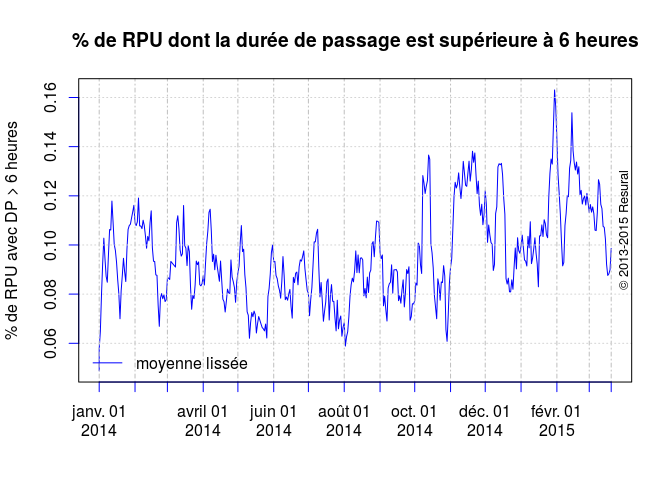 % de RPU dont la durée de passage est supérieure à 6 heures
% de RPU avec DP > 6 heures
0.16
0.14
0.12
0.10
0.08
0.06
moyenne lissée
© 2013-2015 Resural
janv. 01 avril 01 juin 01 août 01 oct. 01 déc. 01 févr. 01
2014 2014 2014 2014 2014 2014 2015